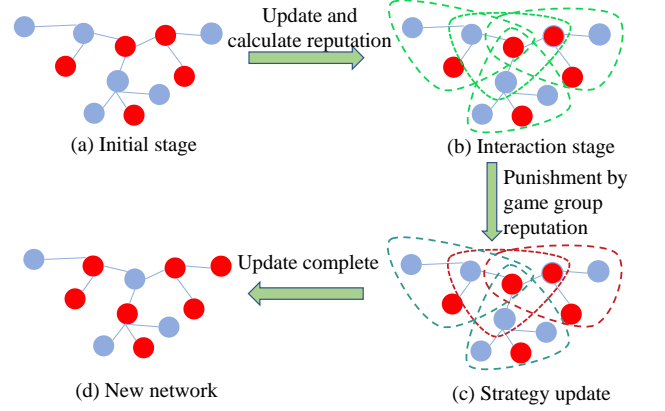 Update and
calculate reputation
(a) Initial stage
(b) Interaction stage
Punishment by
game group
reputation
Update complete
(d) New network
(c) Strategy update